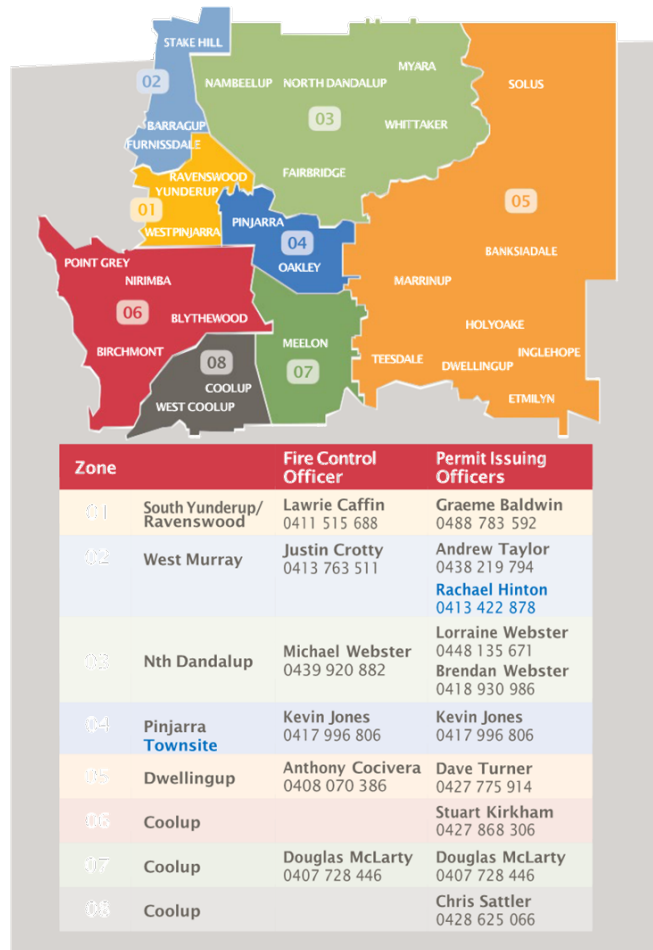 STAKE HILL
02
BARRAGUP
FURNISSDALE
NAMBEELUP
NORTH DANDALUP
MYARA
03
WHITTAKER
FAIRBRIDGE
SOLUS
05
BANKSIADALE
MARRINUP
HOLYOAKE
INGLEHOPE
TEESDALE
DWELLINGUP
ETMILYN
RAVENSWOOD
YUNDERUP
01
WEST PINJARRA
PINJARRA
04
OAKLEY
POINT GREY
NIRIMBA
06
BLYTHEWOOD
BIRCHMONT
08
COOLUP
WEST COOLUP
MEELON
07
Zone Fire Control Officer Permit Issuing Officers
01 South Yunderup/ Lawrie Caffin Graeme Baldwin
Ravenswood 0411 515 688 0488 783 592
02 West Murray Justin Crotty Andrew Taylor
0413 763 511 0438 219 794
Rachael Hinton
0413 422 878
03 Nth Dandalup Michael Webster Lorraine Webster
0439 920 882 0448 135 671
Brendan Webster
0418 930 986
04 Pinjarra Kevin Jones Kevin Jones
Townsite 0417 996 806 0417 996 806
05 Dwellingup Anthony Cocivera Dave Turner
0408 070 386 0427 775 914
06 Coolup Stuart Kirkham
0427 868 306
07 Coolup Douglas McLarty Douglas McLarty
0407 728 446 0407 728 446
08 Coolup Chris Sattler
0428 625 066